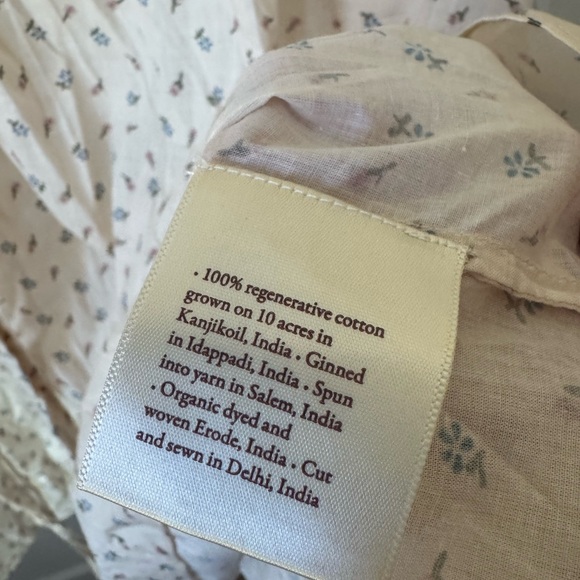 · 100% regenerative cotton
grown on 10 acres in
Kanjikoil, India • Ginned
in Idappadi, India • Spun
into yarn in Salem, India
• Organic dyed and
woven Erode, India • Cut
and sewn in Delhi, India